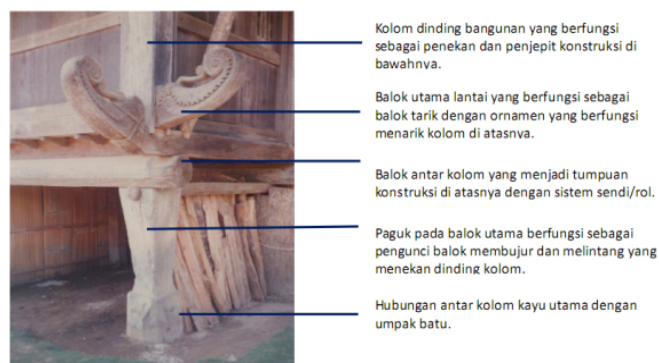 Kolom dinding bangunan yang berfungsi
sebagai penekan dan penjepit konstruksi di
bawahnya.
Balok utama lantai yang berfungsi sebagai
balok tarik dengan ornamen yang berfungsi
menarik kolom di atasnya.
Balok antar kolom yang menjadi tumpuan
konstruksi di atasnya dengan sistem sendi/rol.
Paguk pada balok utama berfungsi sebagai
pengunci balok membujur dan melintang yang
menekan dinding kolom.
Hubungan antar kolom kayu utama dengan
umpak batu.